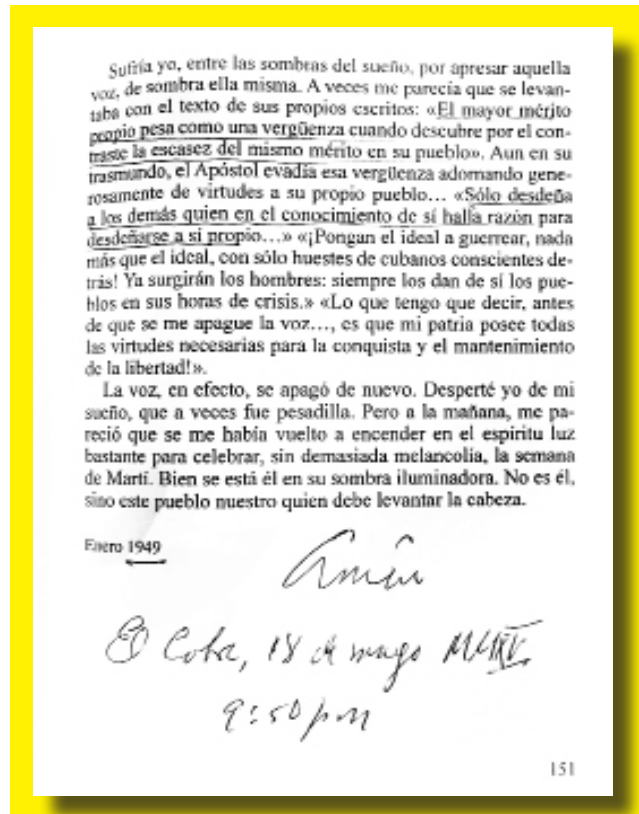 Sufría yo, entre las sombras del sueño, por apresar aquella
voz, de sombra ella misma. A veces me parecía que se levan-
taba con el texto de sus propios escritos: «El mayor mérito
propio pesa como una vergüenza cuando descubre por el con-
traste la escasez del mismo mérito en su pueblo». Aun en su
trasmundo, el Apóstol evadía esa vergüenza adornando gene-
rosamente de virtudes a su propio pueblo... «Sólo desdeña
a los demás quien en el conocimiento de sí halla razón para
desdeñarse a sí propio...» «¡Pongan el ideal a guerrear, nada
más que el ideal, con sólo huestes de cubanos conscientes de-
trás! Ya surgirán los hombres: siempre los dan de sí los pue-
blos en sus horas de crisis.» «Lo que tengo que decir, antes
de que se me apague la voz..., es que mi patria posee todas
las virtudes necesarias para la conquista y el mantenimiento
de la libertad!».
La voz, en efecto, se apagó de nuevo. Desperté yo de mi
sueño, que a veces fue pesadilla. Pero a la mañana, me pa-
reció que se me había vuelto a encender en el espíritu luz
bastante para celebrar, sin demasiada melancolía, la semana
de Martí. Bien se está él en su sombra iluminadora. No es él,
sino este pueblo nuestro quien debe levantar la cabeza.
Enero 1949
Amén
El Cobre, 18 de
9:50 pm
151